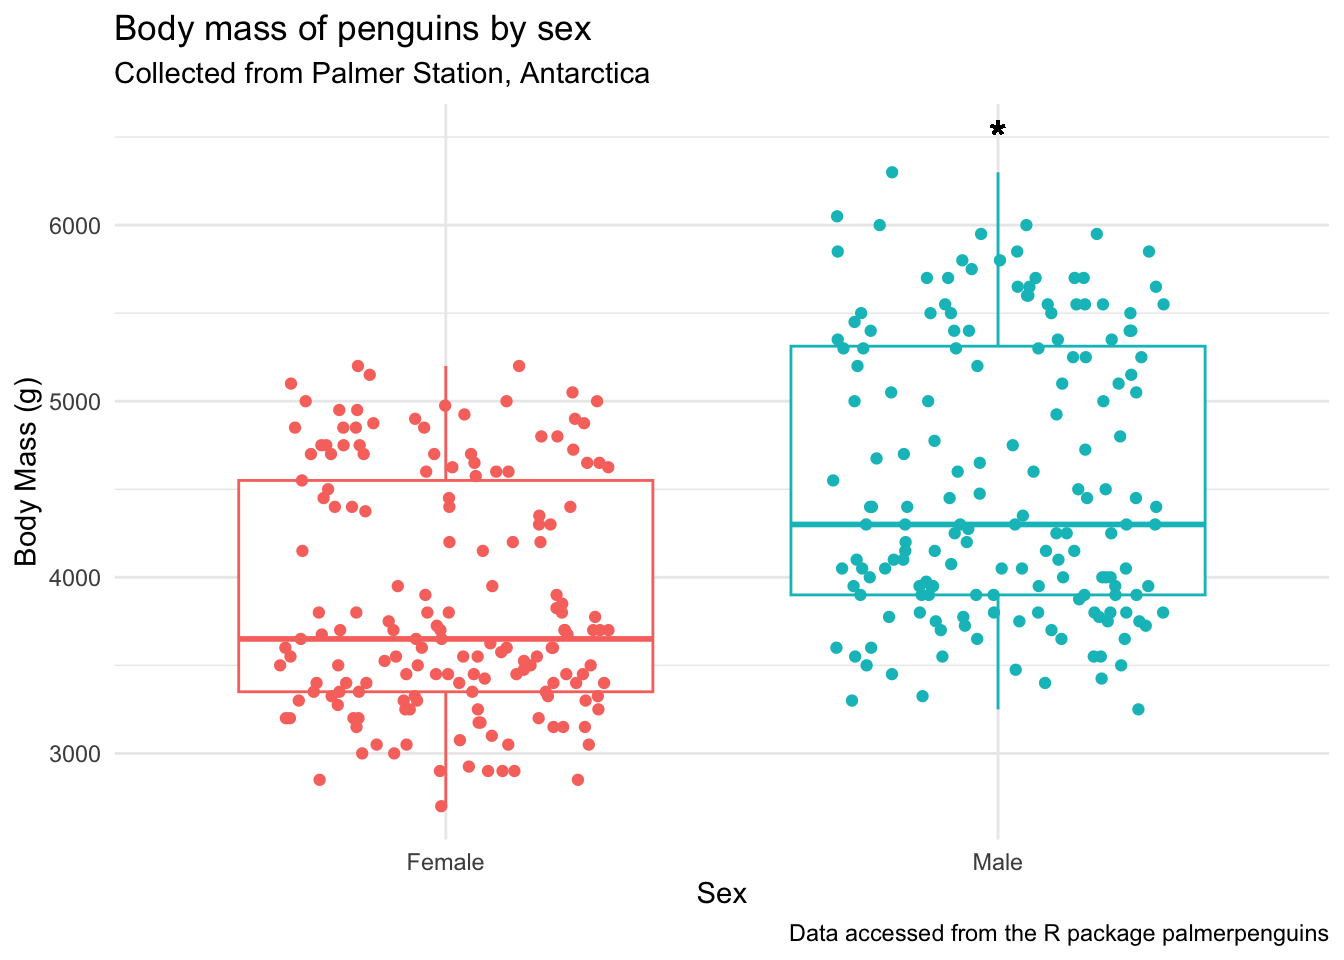 Body mass of penguins by sex
Collected from Palmer Station, Antarctica
*
6000
5000
4000
3000
Body Mass (g)
Female
Male
Sex
Data accessed from the R package palmerpenguins